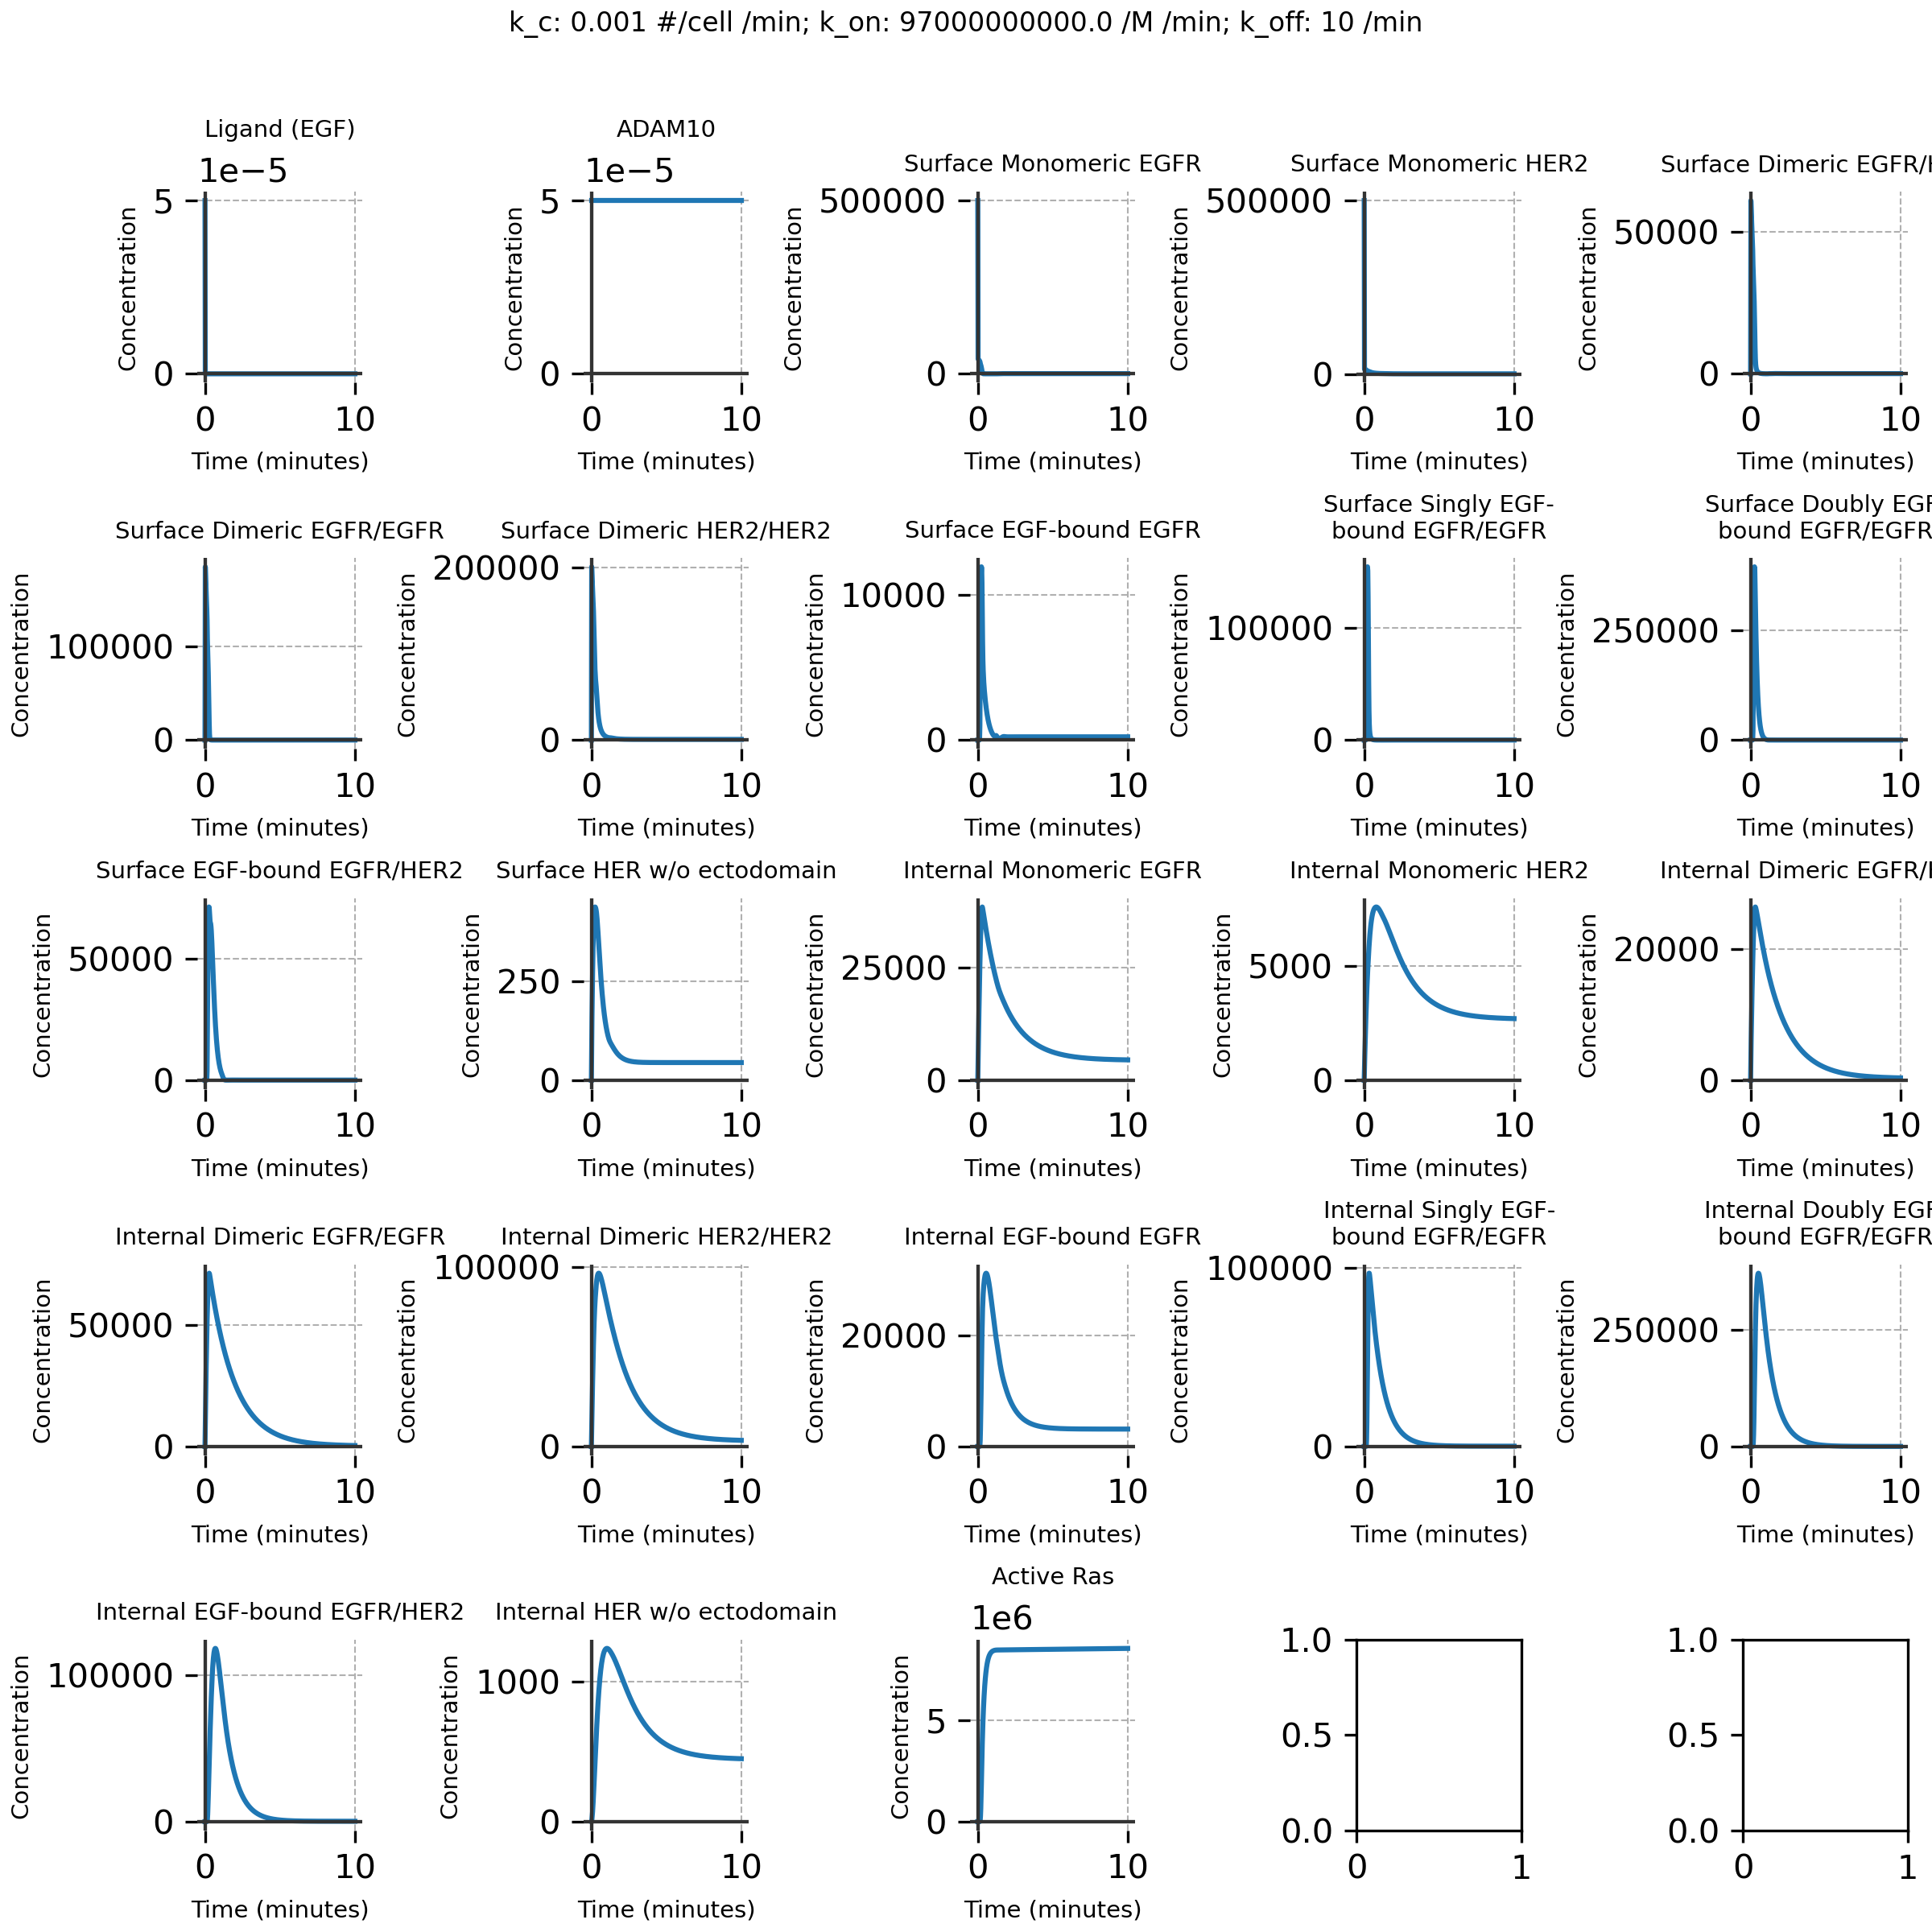 k_c: 0.001 #/cell /min; k_on: 97000000000.0 /M /min; k_off: 10 /min
Ligand (EGF)
1e−5
5
0
Concentration
0 10
Time (minutes)
ADAM10
1e−5
5
0
Concentration
0 10
Time (minutes)
Surface Monomeric EGFR
500000
0
Concentration
0 10
Time (minutes)
Surface Monomeric HER2
500000
0
Concentration
0 10
Time (minutes)
Surface Dimeric EGFR/
50000
0
Concentration
0 10
Time (minutes)
Surface Dimeric EGFR/EGFR
100000
0
Concentration
0 10
Time (minutes)
Surface Dimeric HER2/HER2
200000
0
Concentration
0 10
Time (minutes)
Surface EGF-bound EGFR
10000
0
Concentration
0 10
Time (minutes)
Surface Singly EGF-
bound EGFR/EGFR
100000
0
Concentration
0 10
Time (minutes)
Surface Doubly EGF
bound EGFR/EGFR
250000
0
Concentration
0 10
Time (minutes)
Surface EGF-bound EGFR/HER2
50000
0
Concentration
0 10
Time (minutes)
Surface HER w/o ectodomain
250
0
Concentration
0 10
Time (minutes)
Internal Monomeric EGFR
25000
0
Concentration
0 10
Time (minutes)
Internal Monomeric HER2
5000
0
Concentration
0 10
Time (minutes)
Internal Dimeric EGFR/
20000
0
Concentration
0 10
Time (minutes)
Internal Dimeric EGFR/EGFR
50000
0
Concentration
0 10
Time (minutes)
Internal Dimeric HER2/HER2
100000
0
Concentration
0 10
Time (minutes)
Internal EGF-bound EGFR
20000
0
Concentration
0 10
Time (minutes)
Internal Singly EGF-
bound EGFR/EGFR
100000
0
Concentration
0 10
Time (minutes)
Internal Doubly EGF
bound EGFR/EGFR
250000
0
Concentration
0 10
Time (minutes)
Internal EGF-bound EGFR/HER2
100000
0
Concentration
0 10
Time (minutes)
Internal HER w/o ectodomain
1000
0
Concentration
0 10
Time (minutes)
Active Ras
1e6
5
0
Concentration
0 10
Time (minutes)
1.0
0.5
0.0
0 1
1.0
0.5
0.0
0 1